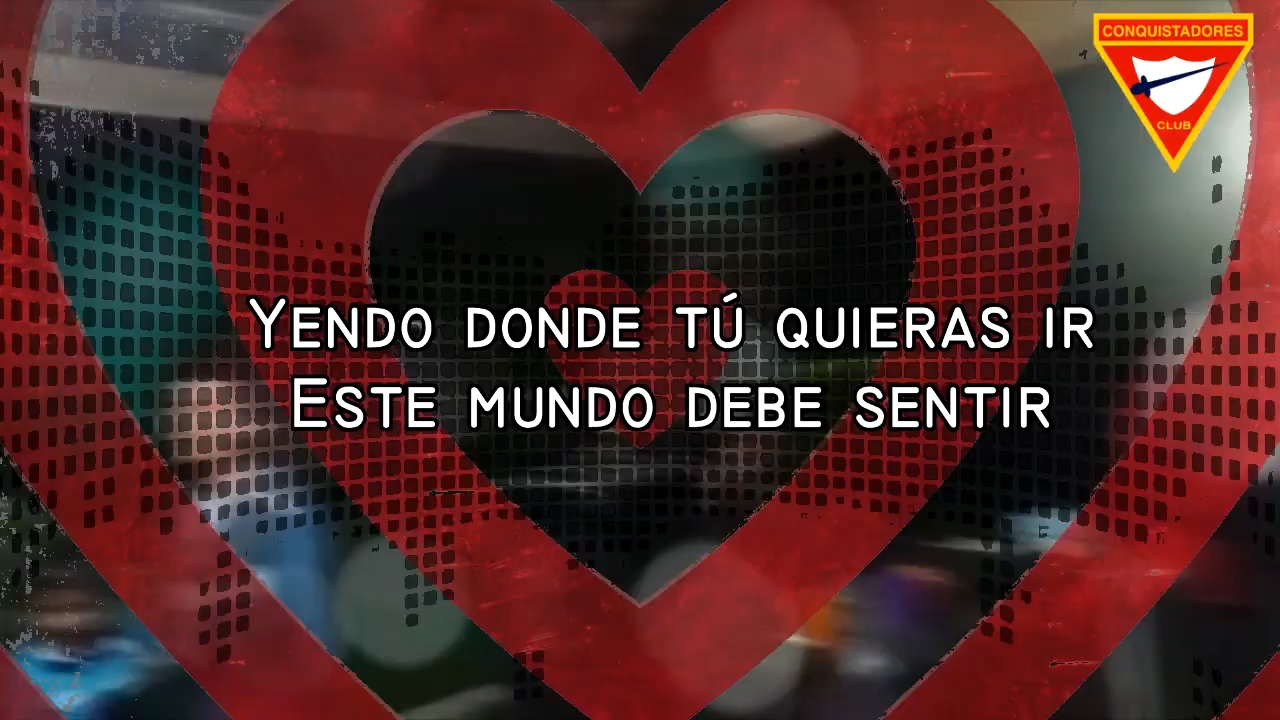 CONQUISTADORES
CLUB
Yendo donde tú quieras ir
Este mundo debe sentir